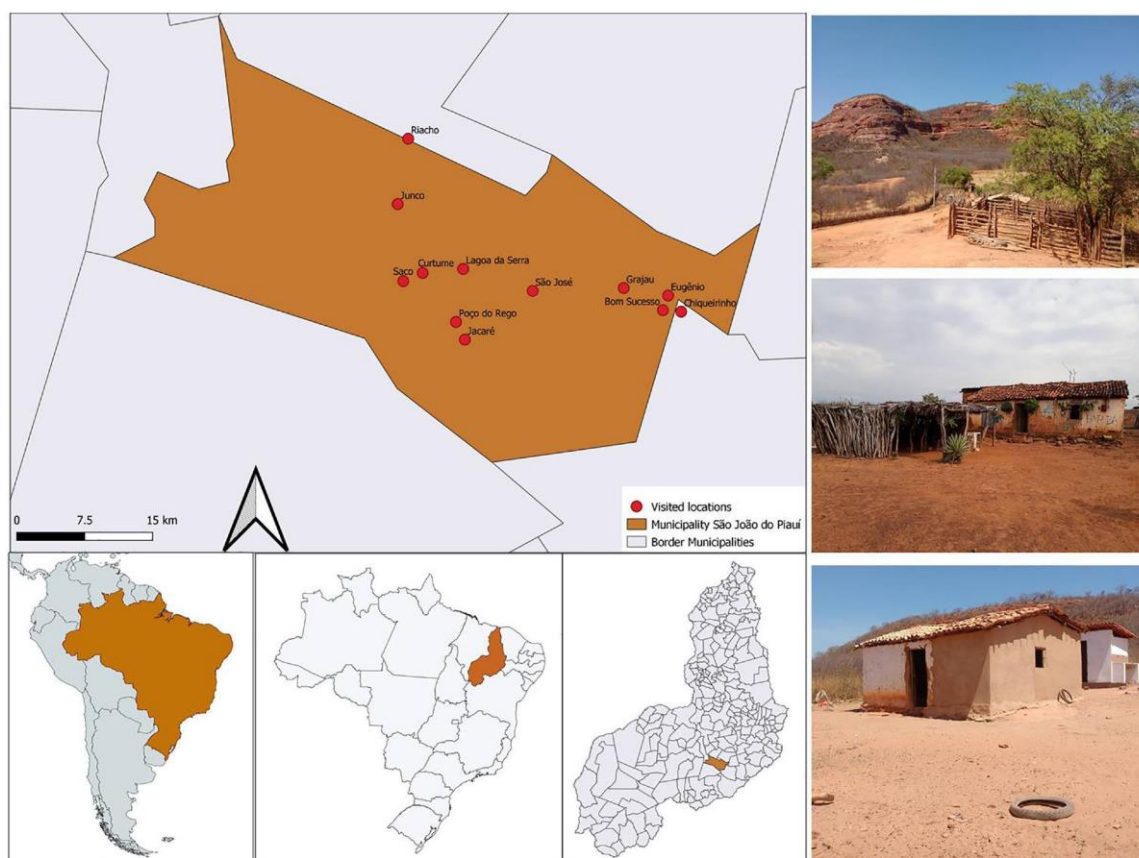 Riacho
Junco
Lagoa da Serra
Curtume
Saco
São José
Grajau
Eugênio
Bom Sucesso
Chiqueirinho
Poço do Rego
Jacaré
0 7.5 15 km
Visited locations
Municipality São João do Piauí
Border Municipalities